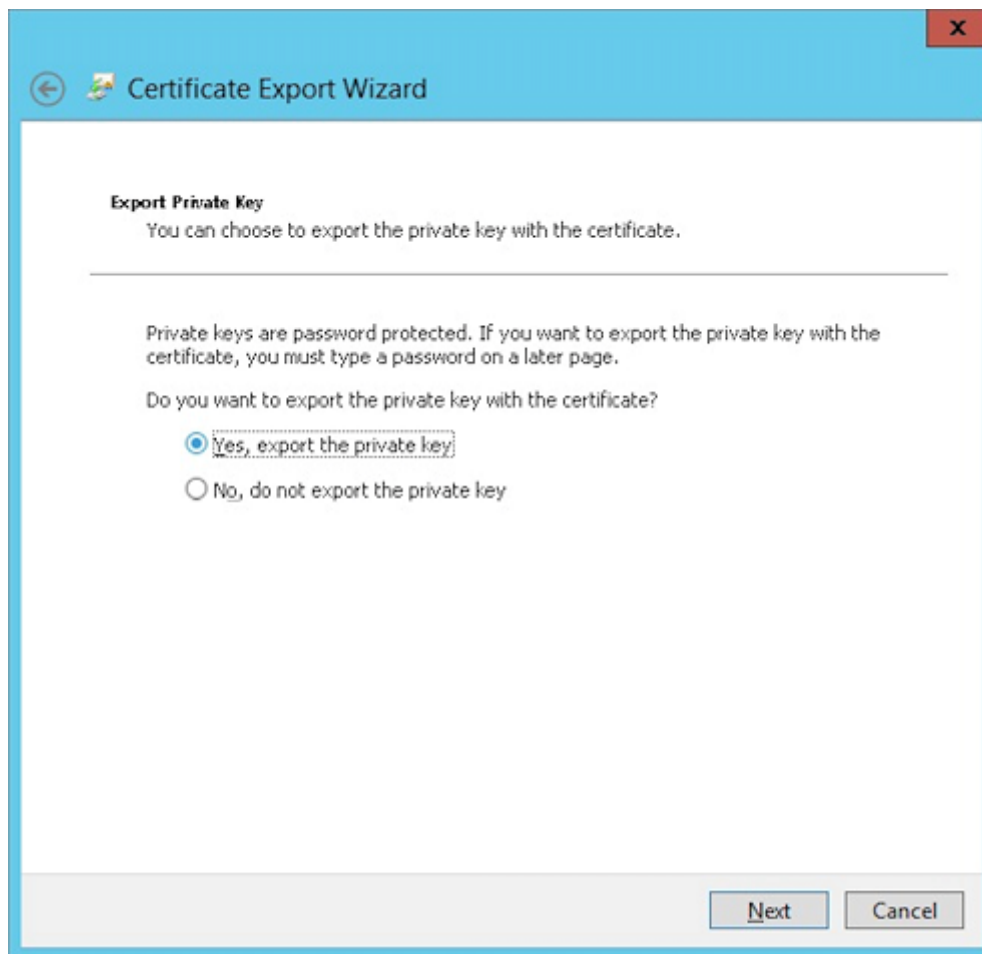 x
Certificate Export Wizard
Export Private Key
You can choose to export the private key with the certificate.
Private keys are password protected. If you want to export the private key with the
certificate, you must type a password on a later page.
Do you want to export the private key with the certificate?
Yes, export the private key
No, do not export the private key
Next
Cancel